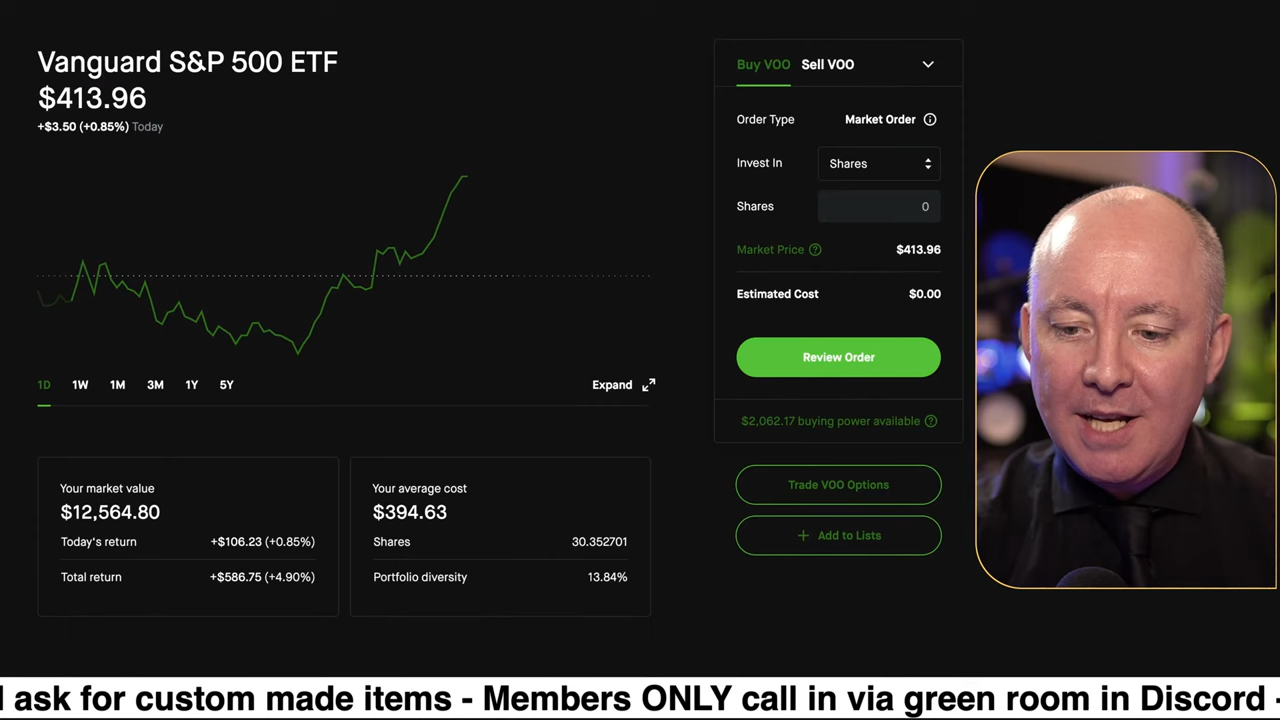 Vanguard S&P 500 ETF
$413.96
+$3.50 (+0.85%) Today
1D 1W 1M 3M 1Y 5Y
Expand
Your market value
$12,564.80
Today's return +$106.23 (+0.85%)
Total return +$586.75 (+4.90%)
Your average cost
$394.63
Shares 30.352701
Portfolio diversity 13.84%
Buy VOO Sell VOO
Order Type Market Order
Invest In Shares
Shares 0
Market Price $413.96
Estimated Cost $0.00
Review Order
$2,062.17 buying power available
Trade VOO Options
+ Add to Lists
ask for custom made items - Members ONLY call in via green room in Discord -